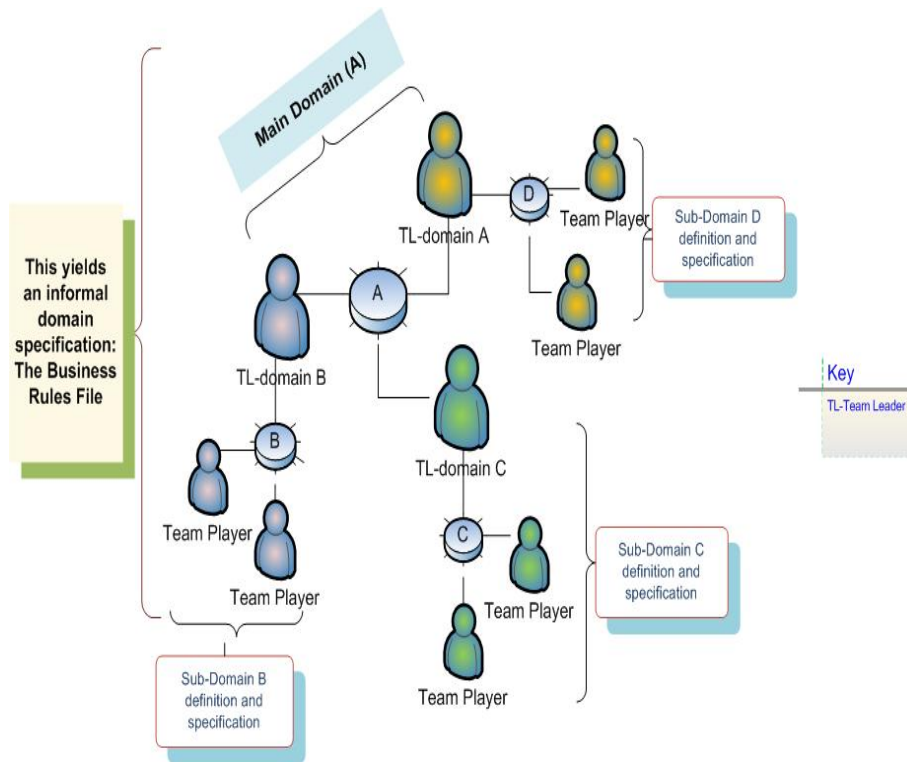 Main Domain (A)
This yields
an informal
domain
specification:
The Business
Rules File
TL-domain A
D
Team Player
Team Player
Sub-Domain D
definition and
specification
A
TL-domain B
TL-domain C
Key
TL-Team Leader
B
Team Player
Team Player
C
Team Player
Team Player
Sub-Domain C
definition and
specification
Sub-Domain B
definition and
specification